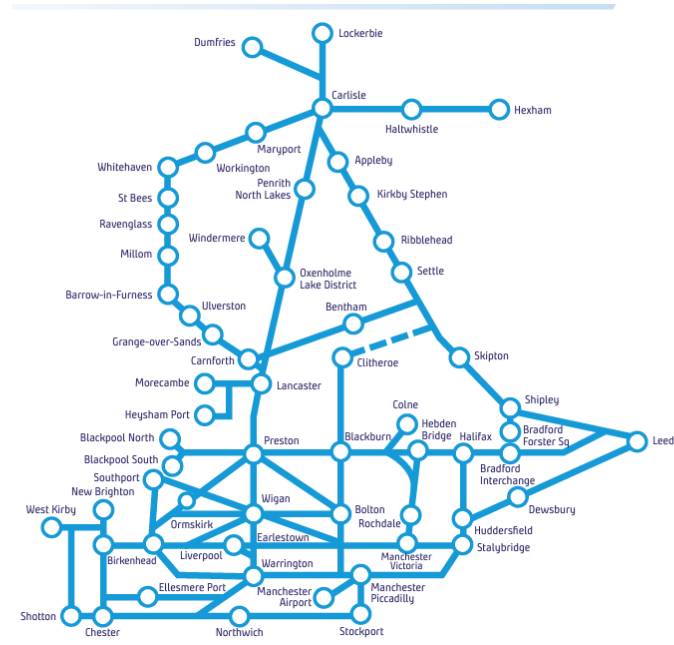 Lockerbie
Dumfries
Carlisle
Hexham
Haltwhistle
Maryport
Workington
Whitehaven
Appleby
Penrith
North Lakes
Kirkby Stephen
St Bees
Ravenglass
Windermere
Ribblehead
Millom
Settle
Oxenholme
Lake District
Barrow-in-Furness
Ulverston
Bentham
Grange-over-Sands
Carnforth
Clitheroe
Skipton
Morecambe
Lancaster
Heysham Port
Shipley
Colne
Hebden
Bridge
Blackpool North
Preston
Blackburn
Halifax
Bradford
Forster Sq
Leed
Blackpool South
Bradford
Interchange
Southport
New Brighton
West Kirby
Wigan
Bolton
Dewsbury
Ormskirk
Rochdale
Huddersfield
Earlestown
Stalybridge
Birkenhead
Liverpool
Manchester
Victoria
Warrington
Ellesmere Port
Manchester
Airport
Manchester
Piccadilly
Shotton
Chester
Northwich
Stockport